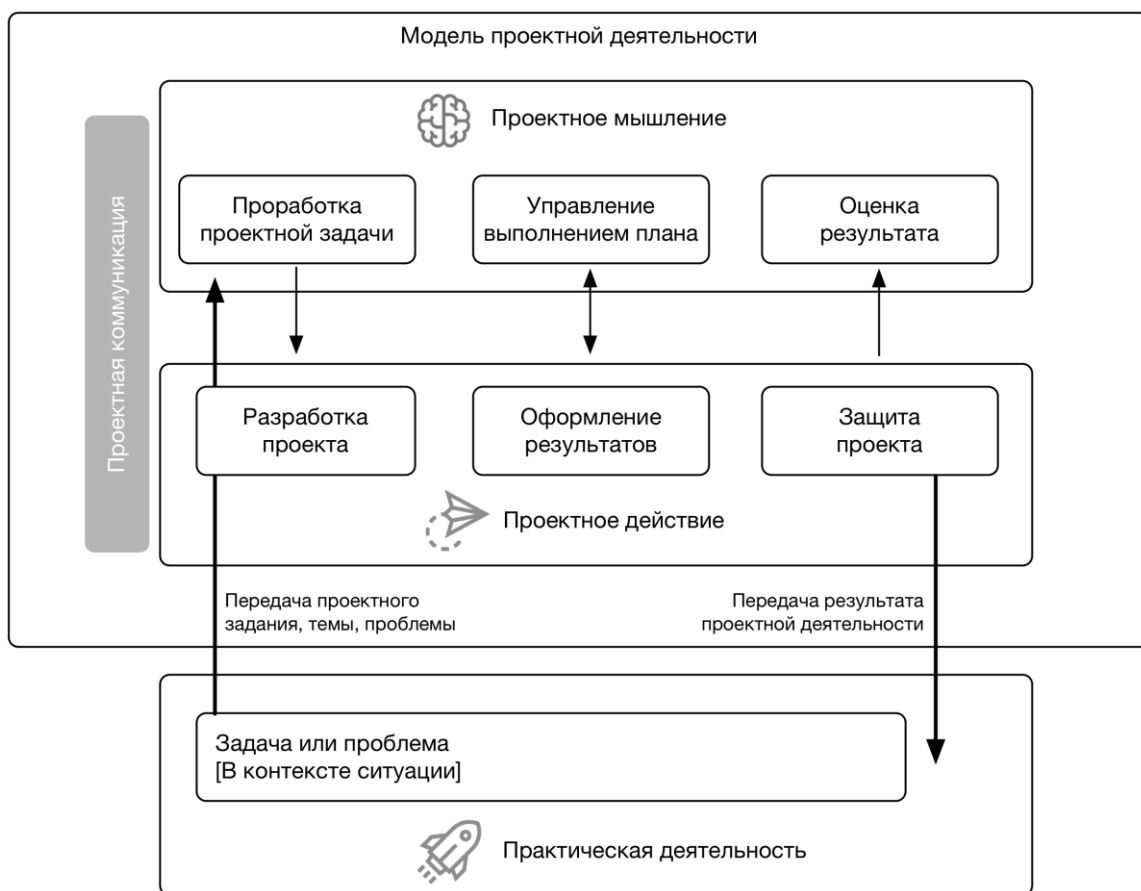 Модель проектной деятельности
Проектная коммуникация
Проектное мышление
Проработка
проектной задачи
Управление
выполнением плана
Оценка
результата
Разработка
проекта
Оформление
результатов
Защита
проекта
Проектное действие
Передача проектного
задания, темы, проблемы
Передача результата
проектной деятельности
Задача или проблема
[В контексте ситуации]
Практическая деятельность